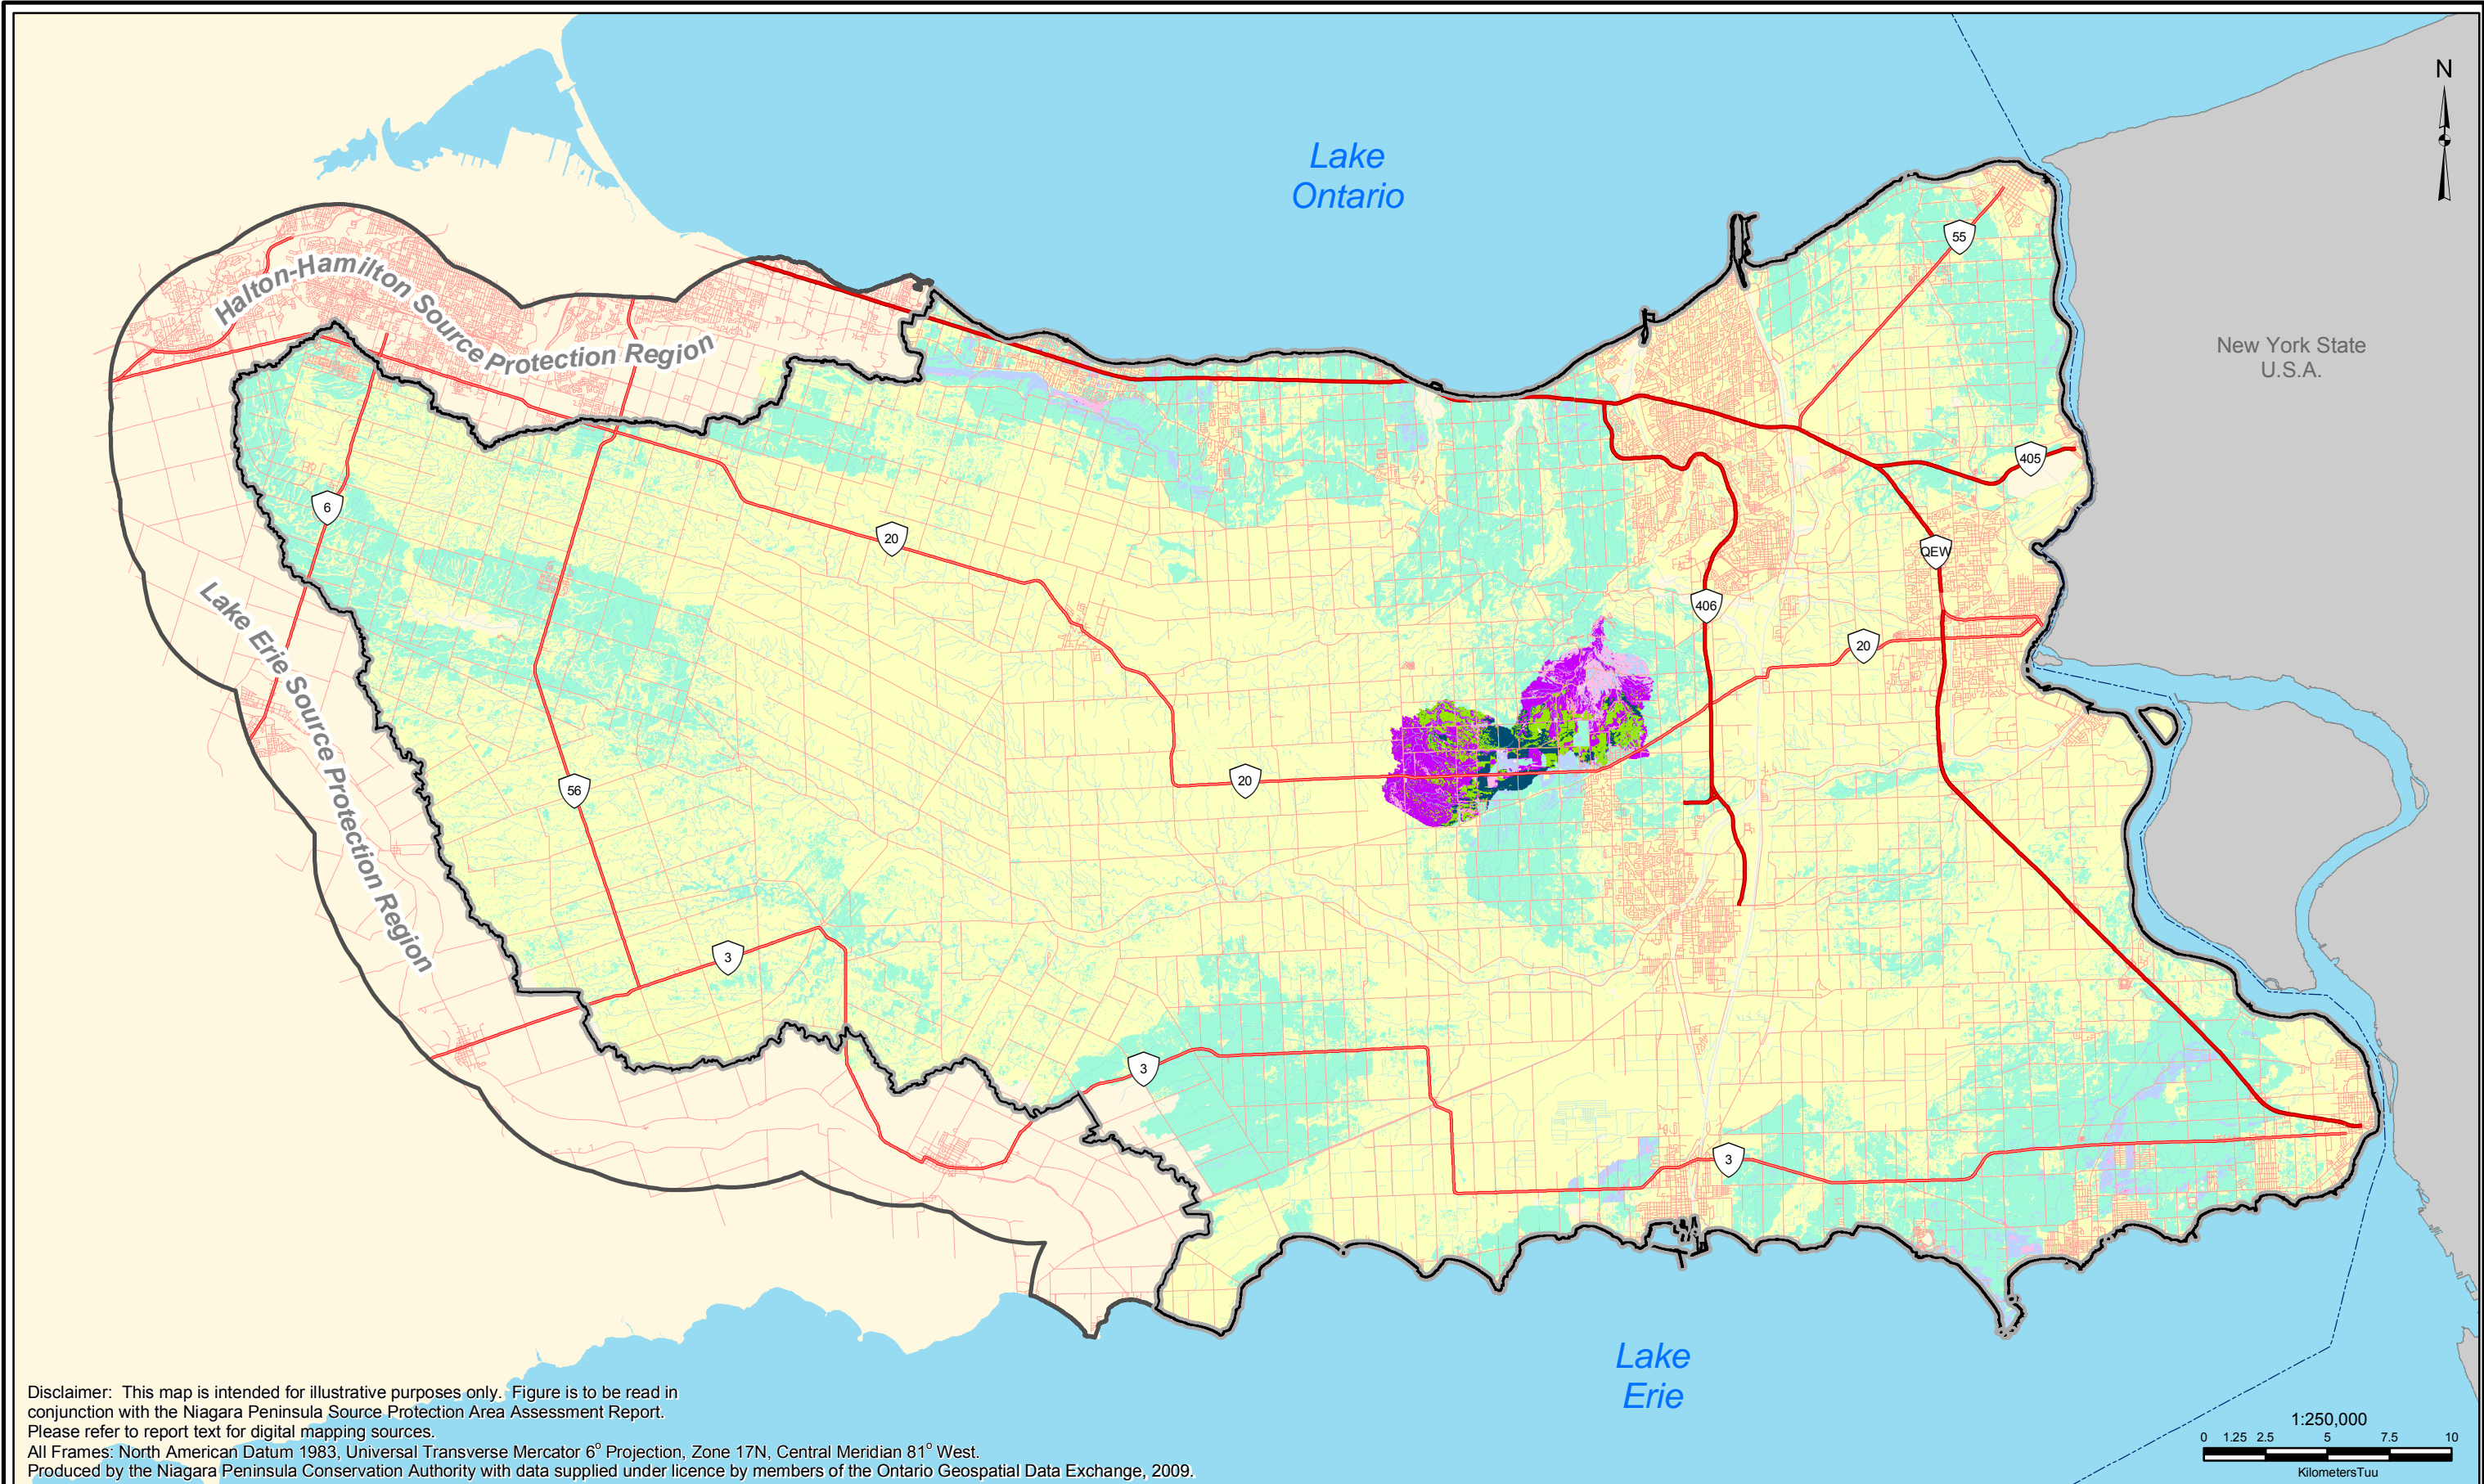 N
Lake
Ontario
55
Halton-Hamilton Source Protection Region
New York State
U.S.A.
405
6
20
QEW
406
20
Lake Erie Source Protection Region
20
56
3
3
3
Lake
Erie
Disclaimer: This map is intended for illustrative purposes only. Figure is to be read in
conjunction with the Niagara Peninsula Source Protection Area Assessment Report.
Please refer to report text for digital mapping sources.
All Frames: North American Datum 1983, Universal Transverse Mercator 6° Projection, Zone 17N, Central Meridian 81° West.
Produced by the Niagara Peninsula Conservation Authority with data supplied under licence by members of the Ontario Geospatial Data Exchange, 2009.
1:250,000
0 1.25 2.5 5 7.5 10
KilometersTuu